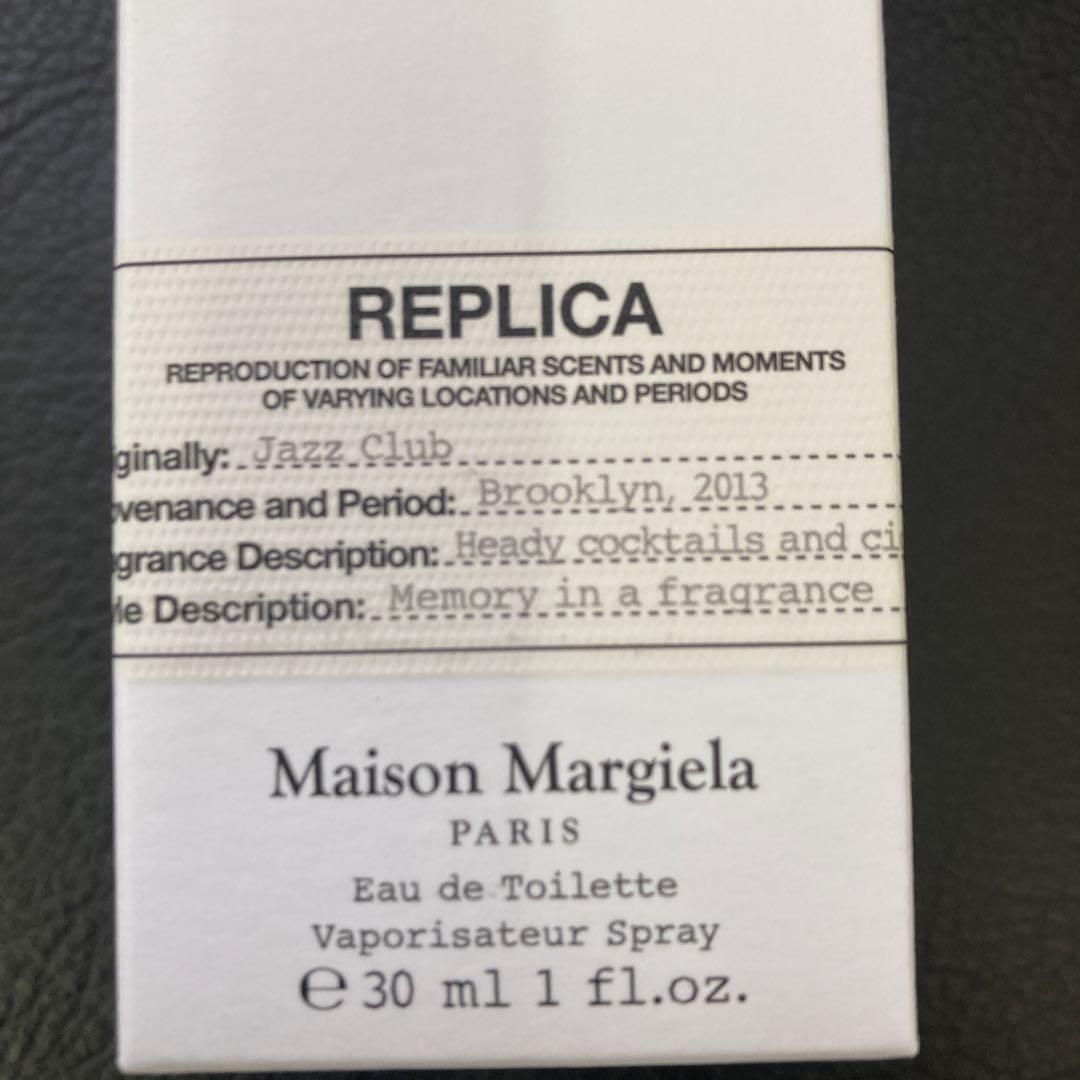 REPLICA
REPRODUCTION OF FAMILIAR SCENTS AND MOMENTS
OF VARYING LOCATIONS AND PERIODS
ginally: Jazz Club
venance and Period: Brooklyn, 2013
grance Description: Heady cocktails and ci
le Description: Memory in a fragrance
Maison Margiela
PARIS
Eau de Toilette
Vaporisateur Spray
℮ 30 ml 1 fl.oz.